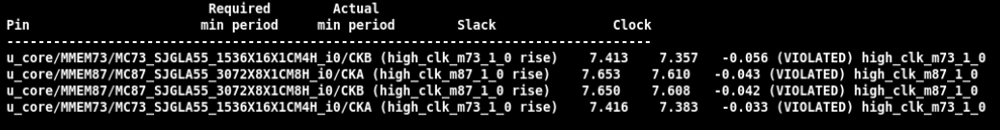 Required Actual
Pin min period min period Slack Clock
-----------------------------------------------------------------------------------
u_core/MMEM73/MC73_SJGLA55_1536X16X1CM4H_i0/CKB (high_clk_m73_1_0 rise) 7.413 7.357 -0.056 (VIOLATED) high_clk_m73_1_0
u_core/MMEM87/MC87_SJGLA55_3072X8X1CM8H_i0/CKA (high_clk_m87_1_0 rise) 7.653 7.610 -0.043 (VIOLATED) high_clk_m87_1_0
u_core/MMEM87/MC87_SJGLA55_3072X8X1CM8H_i0/CKB (high_clk_m87_1_0 rise) 7.650 7.608 -0.042 (VIOLATED) high_clk_m87_1_0
u_core/MMEM73/MC73_SJGLA55_1536X16X1CM4H_i0/CKA (high_clk_m73_1_0 rise) 7.416 7.383 -0.033 (VIOLATED) high_clk_m73_1_0